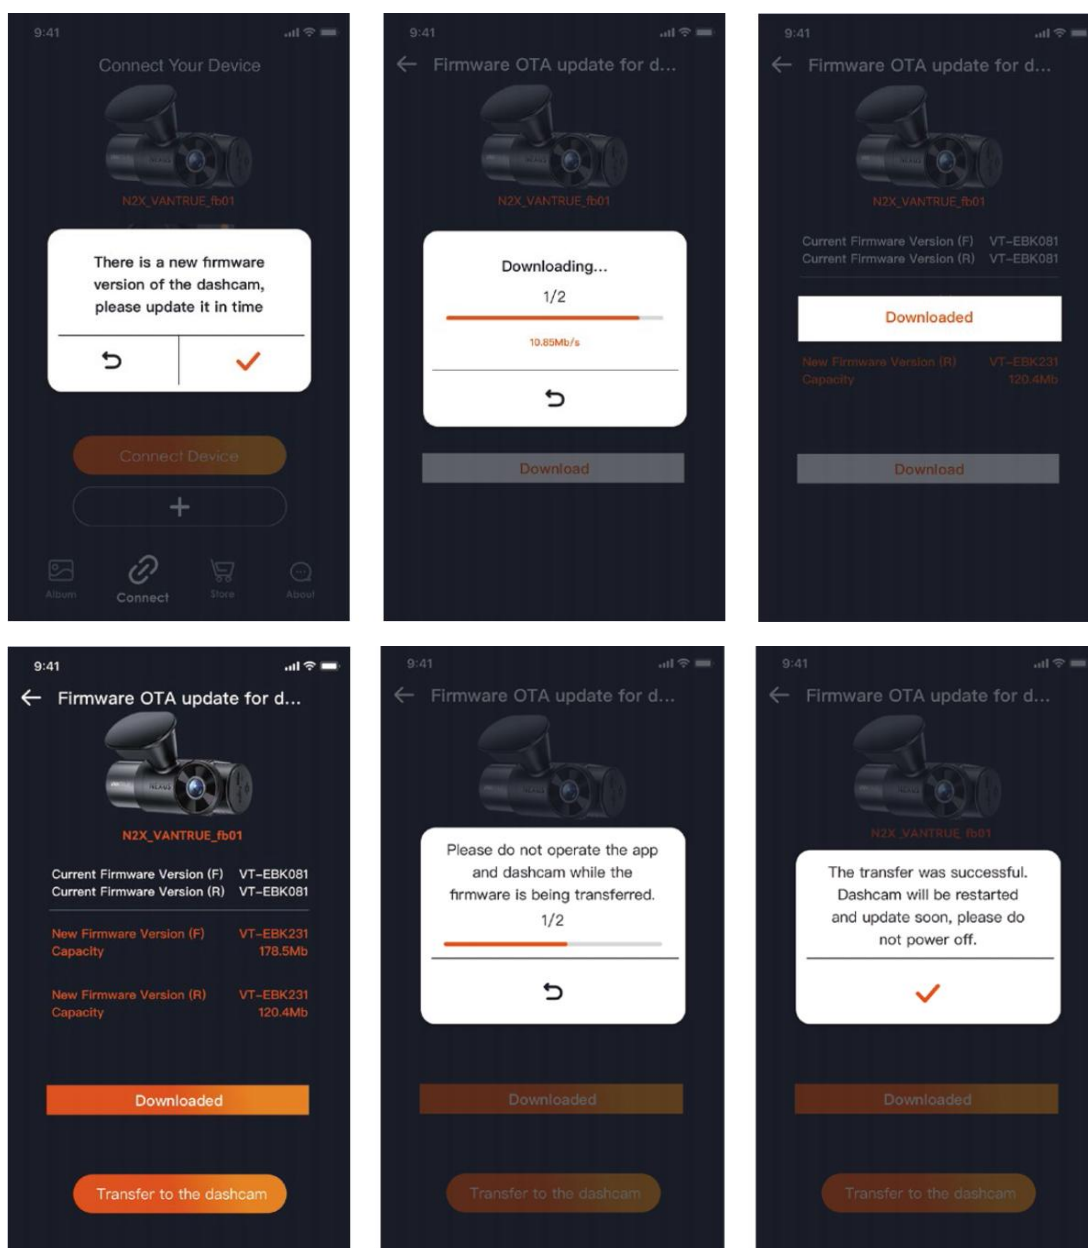 9:41
Connect Your Device
NEXUS
N2X_VANTRUE_fb01
There is a new firmware
version of the dashcam,
please update it in time
Connect Device
+
Album
Connect
Store
About
9:41
Firmware OTA update for d...
NEXUS
N2X_VANTRUE_fb01
Downloading...
1/2
10.85Mb/s
Download
9:41
Firmware OTA update for d...
NEXUS
N2X_VANTRUE_fb01
Current Firmware Version (F) VT-EBK081
Current Firmware Version (R) VT-EBK081
Downloaded
New Firmware Version (R) VT-EBK231
Capacity 120.4Mb
Download
9:41
Firmware OTA update for d...
NEXUS
N2X_VANTRUE_fb01
Current Firmware Version (F) VT-EBK081
Current Firmware Version (R) VT-EBK081
New Firmware Version (F) VT-EBK231
Capacity 178.5Mb
New Firmware Version (R) VT-EBK231
Capacity 120.4Mb
Downloaded
Transfer to the dashcam
9:41
Firmware OTA update for d...
Please do not operate the app
and dashcam while the
firmware is being transferred.
1/2
Downloaded
Transfer to the dashcam
9:41
Firmware OTA update for d...
N2X_VANTRUE_fb01
The transfer was successful.
Dashcam will be restarted
and update soon, please do
not power off.
Downloaded
Transfer to the dashcam